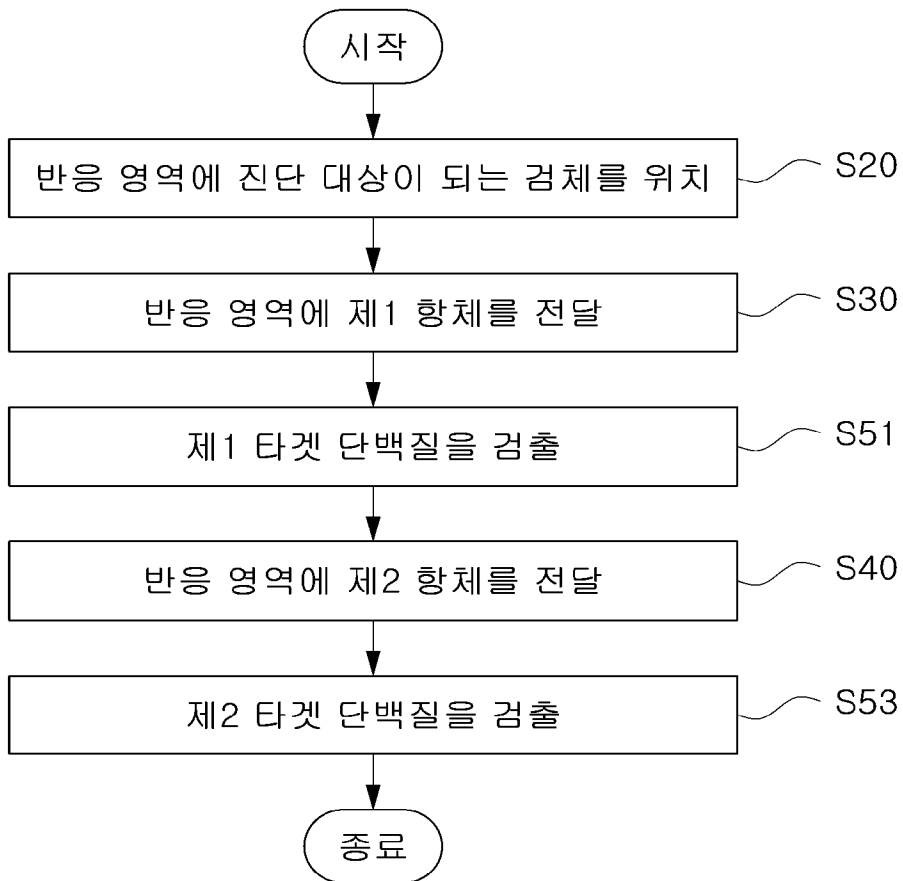 시작
반응 영역에 진단 대상이 되는 검체를 위치
S20
반응 영역에 제1 항체를 전달
S30
제1 타겟 단백질을 검출
S51
반응 영역에 제2 항체를 전달
S40
제2 타겟 단백질을 검출
S53
종료